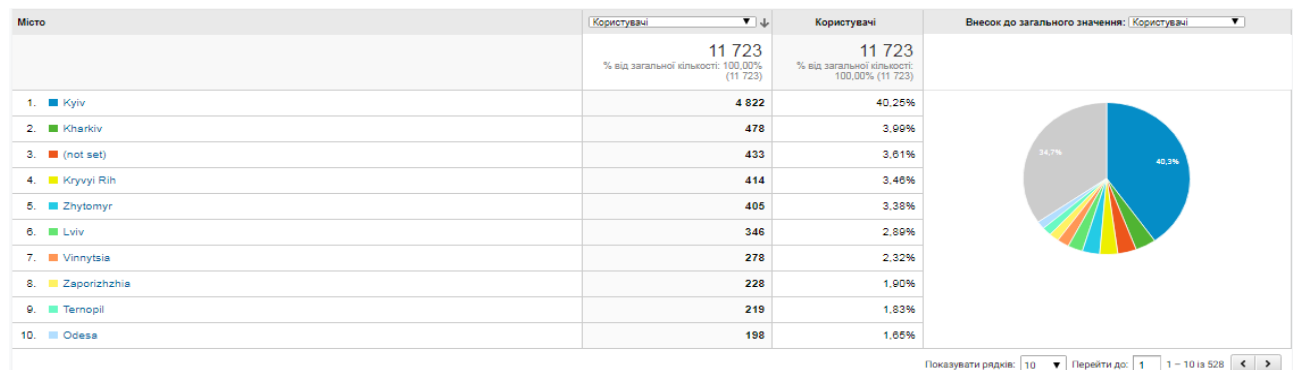 Місто Користувачі Користувачі Внесок до загального значення: Користувачі
11 723 11 723
% від загальної кількості: 100,00% % від загальної кількості:
(11 723) 100,00% (11 723)
1. Kyiv 4 822 40,25%
2. Kharkiv 478 3,99%
3. (not set) 433 3,61%
4. Kryvyi Rih 414 3,46%
5. Zhytomyr 405 3,38%
6. Lviv 346 2,89%
7. Vinnytsia 278 2,32%
8. Zaporizhzhia 228 1,90%
9. Ternopil 219 1,83%
10. Odesa 198 1,65%
34,7%
40,3%
Показувати рядків: 10 Перейти до: 1 1 – 10 із 528